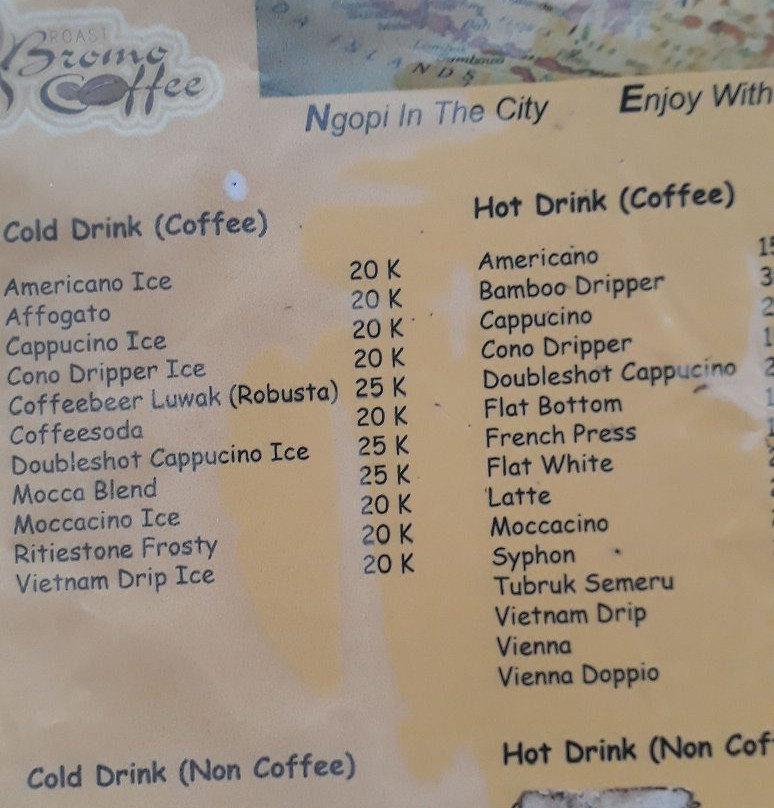 ROAST
Bromo
Coffee
ISLANDS
Ngopi In The City
Enjoy With
Cold Drink (Coffee)
Americano Ice 20 K
Affogato 20 K
Cappucino Ice 20 K
Cono Dripper Ice 20 K
Coffeebeer Luwak (Robusta) 25 K
Coffeesoda 20 K
Doubleshot Cappucino Ice 25 K
Mocca Blend 25 K
Moccacino Ice 20 K
Ritiestone Frosty 20 K
Vietnam Drip Ice 20 K
Cold Drink (Non Coffee)
Hot Drink (Coffee)
Americano
Bamboo Dripper
Cappucino
Cono Dripper
Doubleshot Cappucino
Flat Bottom
French Press
Flat White
Latte
Moccacino
Syphon
Tubruk Semeru
Vietnam Drip
Vienna
Vienna Doppio
Hot Drink (Non Cof